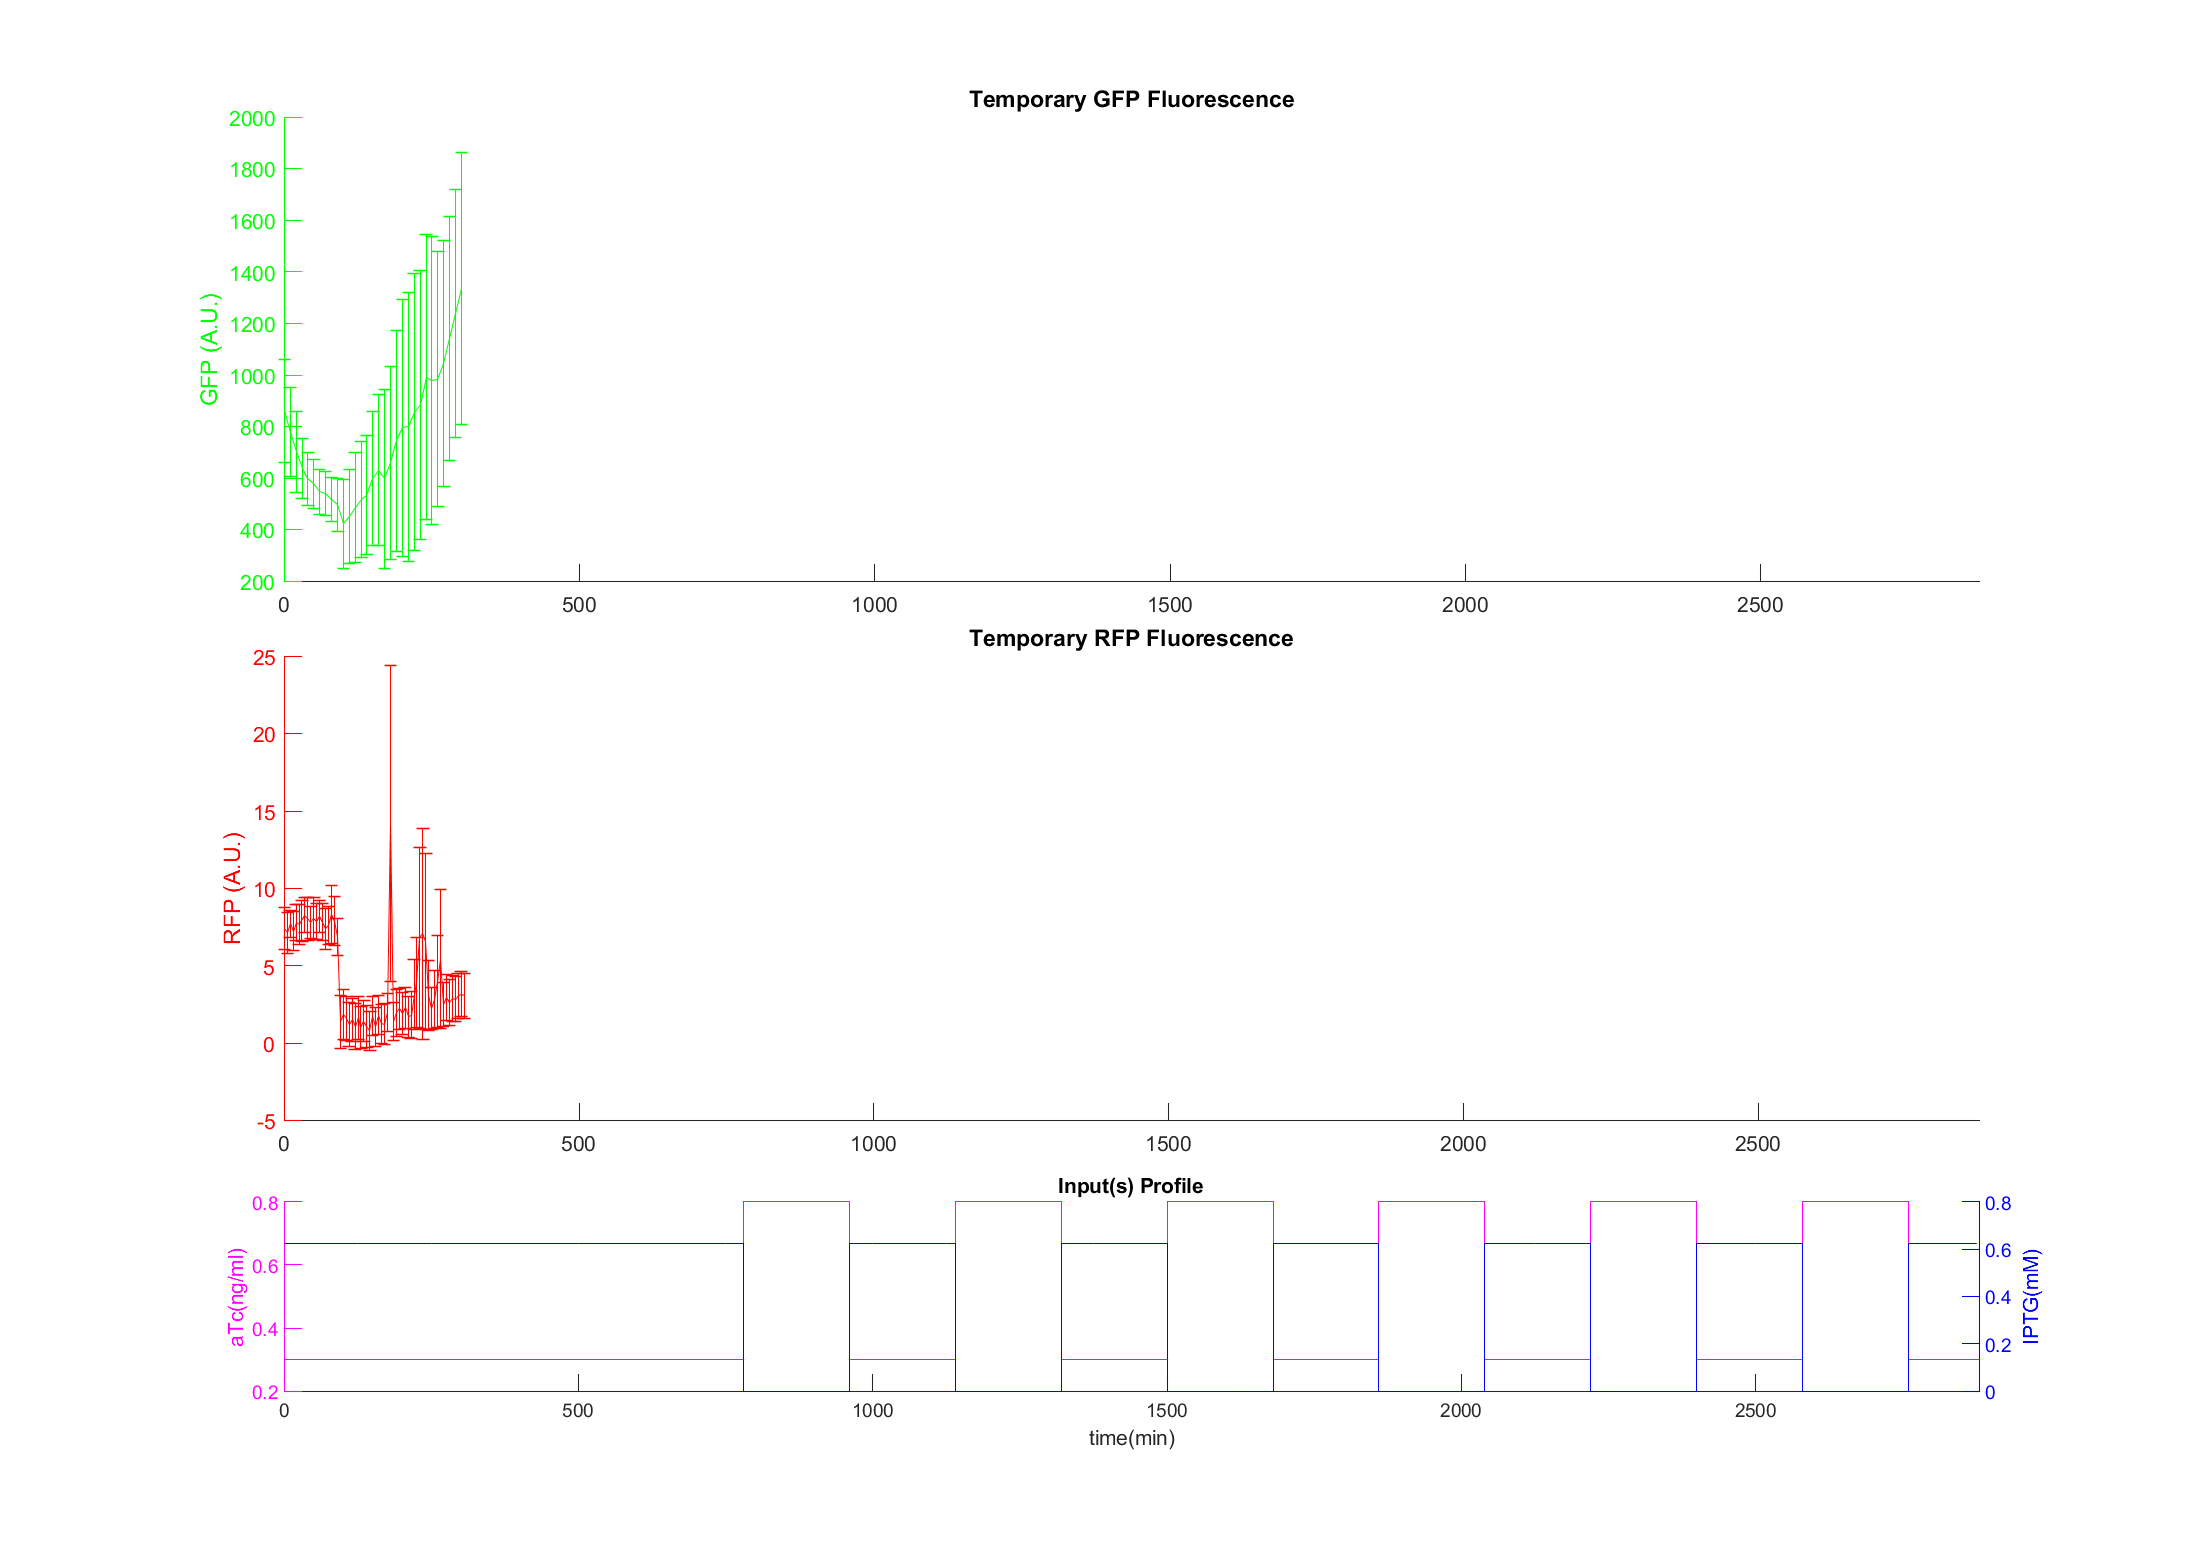 Temporary GFP Fluorescence
2000
1800
1600
1400
1200
1000
800
600
400
200
GFP (A.U.)
0 500 1000 1500 2000 2500
Temporary RFP Fluorescence
25
20
15
10
5
0
-5
RFP (A.U.)
0 500 1000 1500 2000 2500
Input(s) Profile
0.8 0.8
0.6 0.6
0.4 0.4
0.2
0.2 0
aTc(ng/ml)
IPTG(mM)
0 500 1000 1500 2000 2500
time(min)